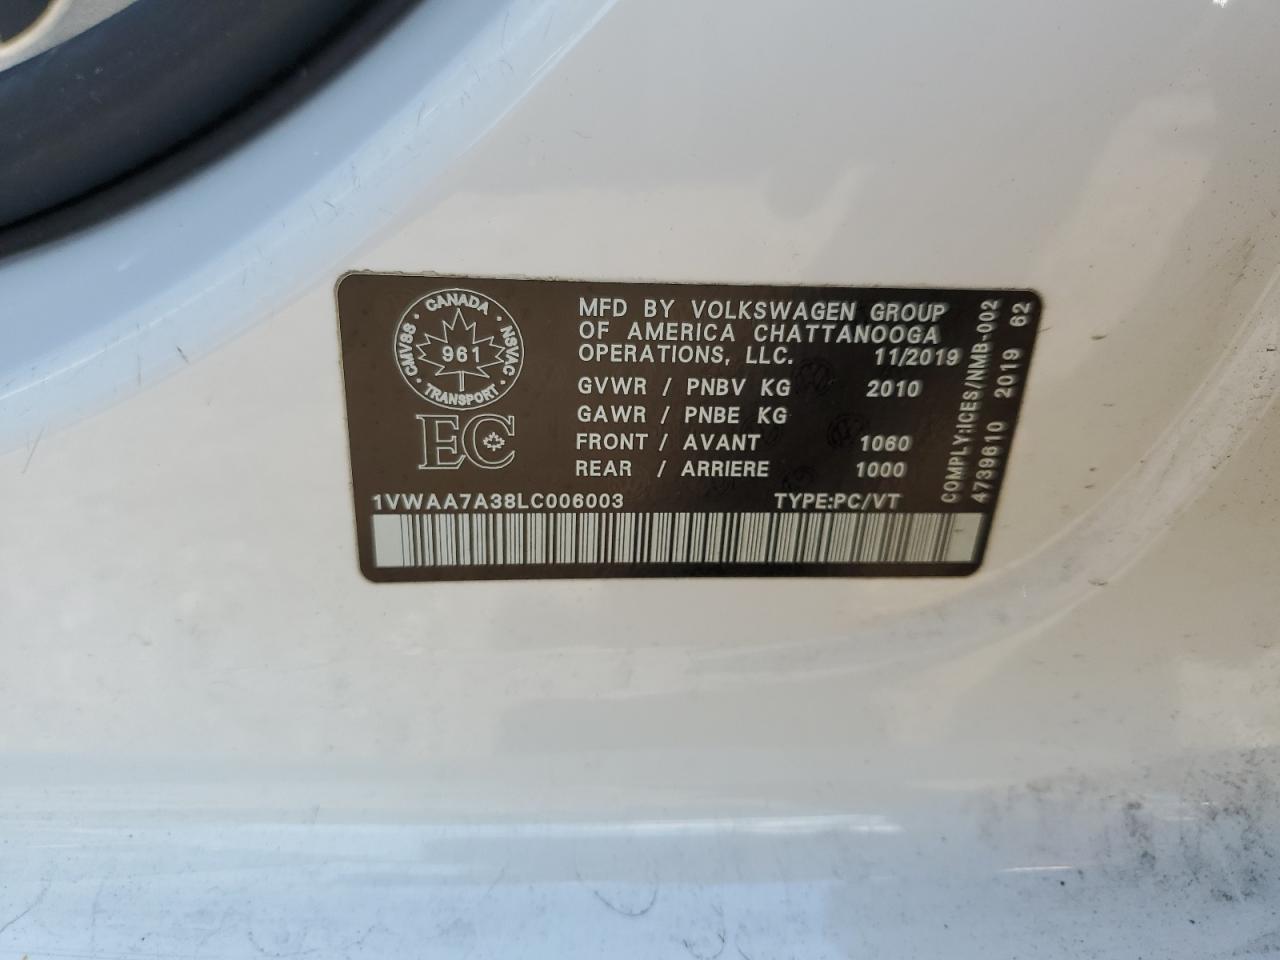 CANADA
CMVSS · NSVAC
961
TRANSPORT
EC
MFD BY VOLKSWAGEN GROUP
OF AMERICA CHATTANOOGA
OPERATIONS, LLC. 11/2019
GVWR / PNBV KG 2010
GAWR / PNBE KG
FRONT / AVANT 1060
REAR / ARRIERE 1000
1VWAA7A38LC006003 TYPE:PC/VT
COMPLY:ICES/NMB-002
4739610 2019 62